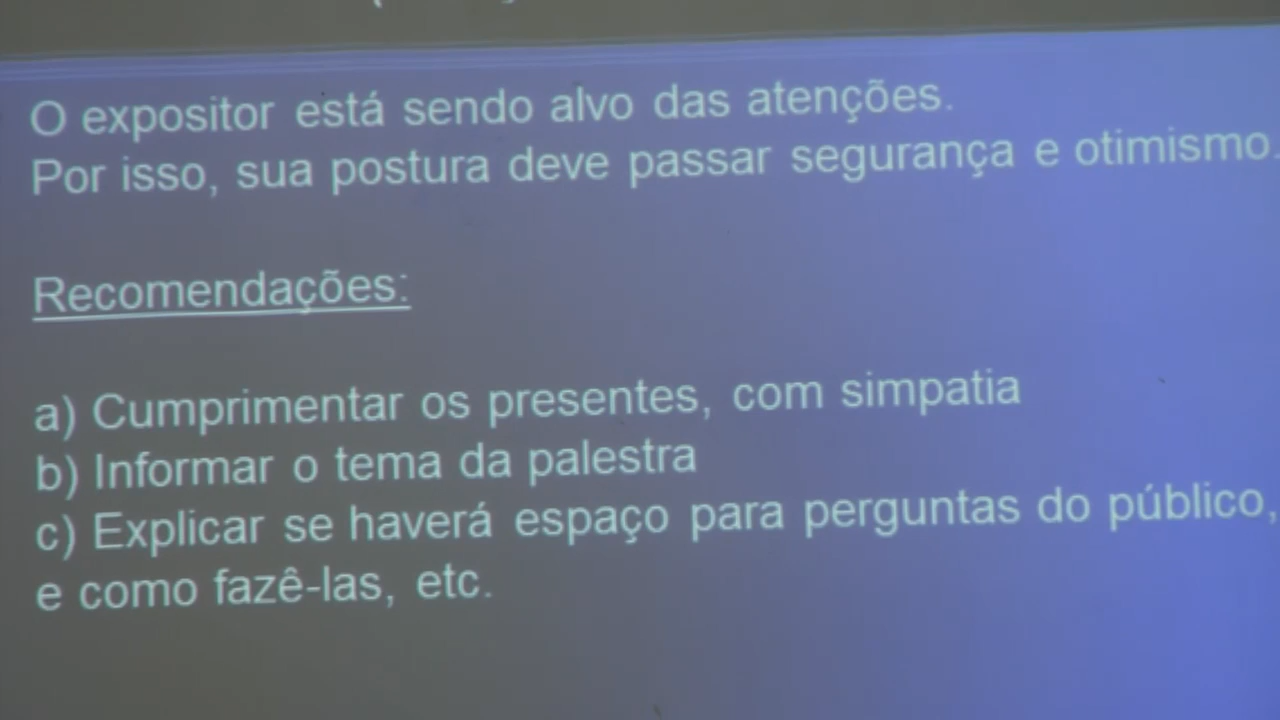 O expositor está sendo alvo das atenções.
Por isso, sua postura deve passar segurança e otimismo.
Recomendações:
a) Cumprimentar os presentes, com simpatia
b) Informar o tema da palestra
c) Explicar se haverá espaço para perguntas do público,
e como fazê-las, etc.